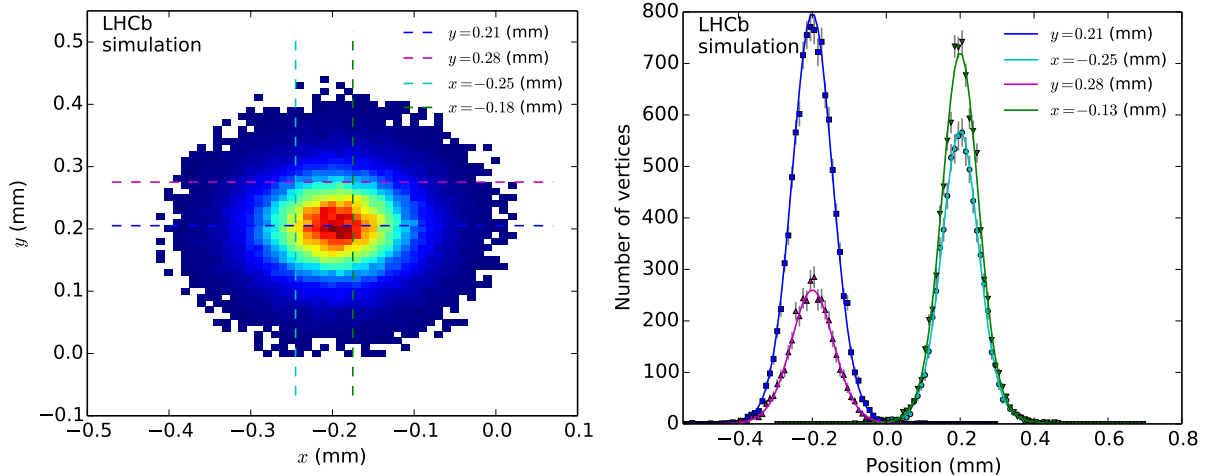 LHCb
simulation
y=0.21 (mm)
y=0.28 (mm)
x=−0.25 (mm)
x=−0.18 (mm)
0.5
0.4
0.3
0.2
0.1
0.0
−0.1
−0.5 −0.4 −0.3 −0.2 −0.1 0.0 0.1
x (mm)
y (mm)
LHCb
simulation
y=0.21 (mm)
x=−0.25 (mm)
y=0.28 (mm)
x=−0.13 (mm)
800
700
600
500
400
300
200
100
0
−0.4 −0.2 0.0 0.2 0.4 0.6 0.8
Position (mm)
Number of vertices